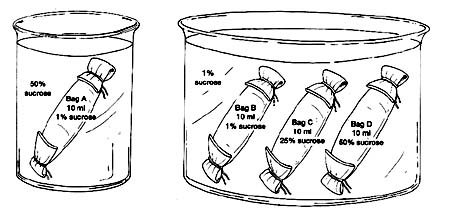 50%
sucrose
Bag A
10 ml
1% sucrose
1%
sucrose
Bag B
10 ml
1% sucrose
Bag C
10 ml
25% sucrose
Bag D
10 ml
50% sucrose